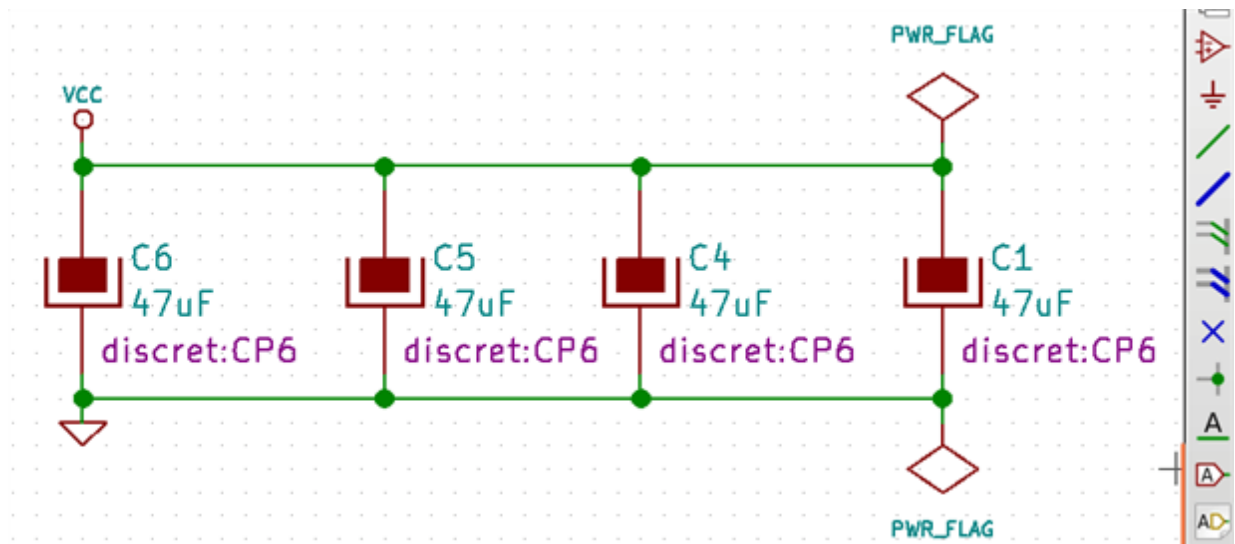 PWR_FLAG
VCC
C6
47uF
discret:CP6
C5
47uF
discret:CP6
C4
47uF
discret:CP6
C1
47uF
discret:CP6
PWR_FLAG
A
A
AD